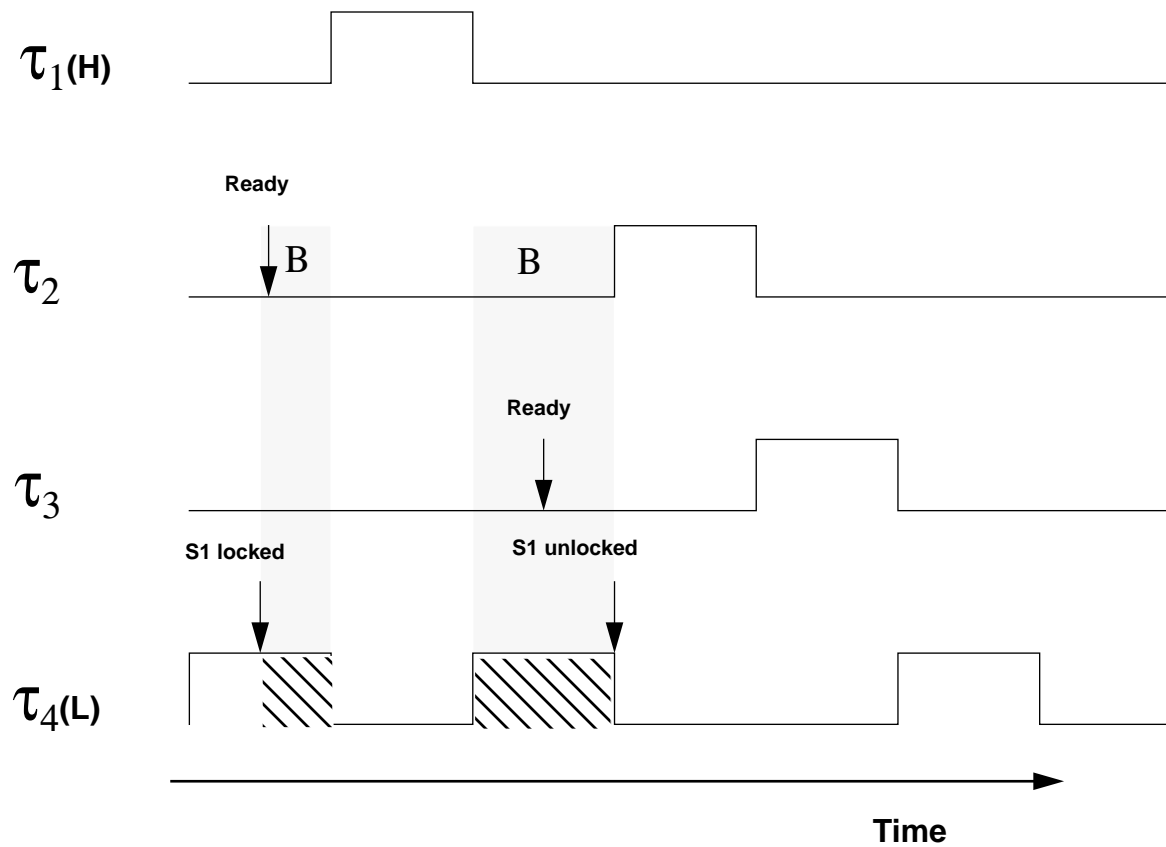 τ1(H)
Ready
B
B
τ2
Ready
τ3
S1 locked
S1 unlocked
τ4(L)
Time